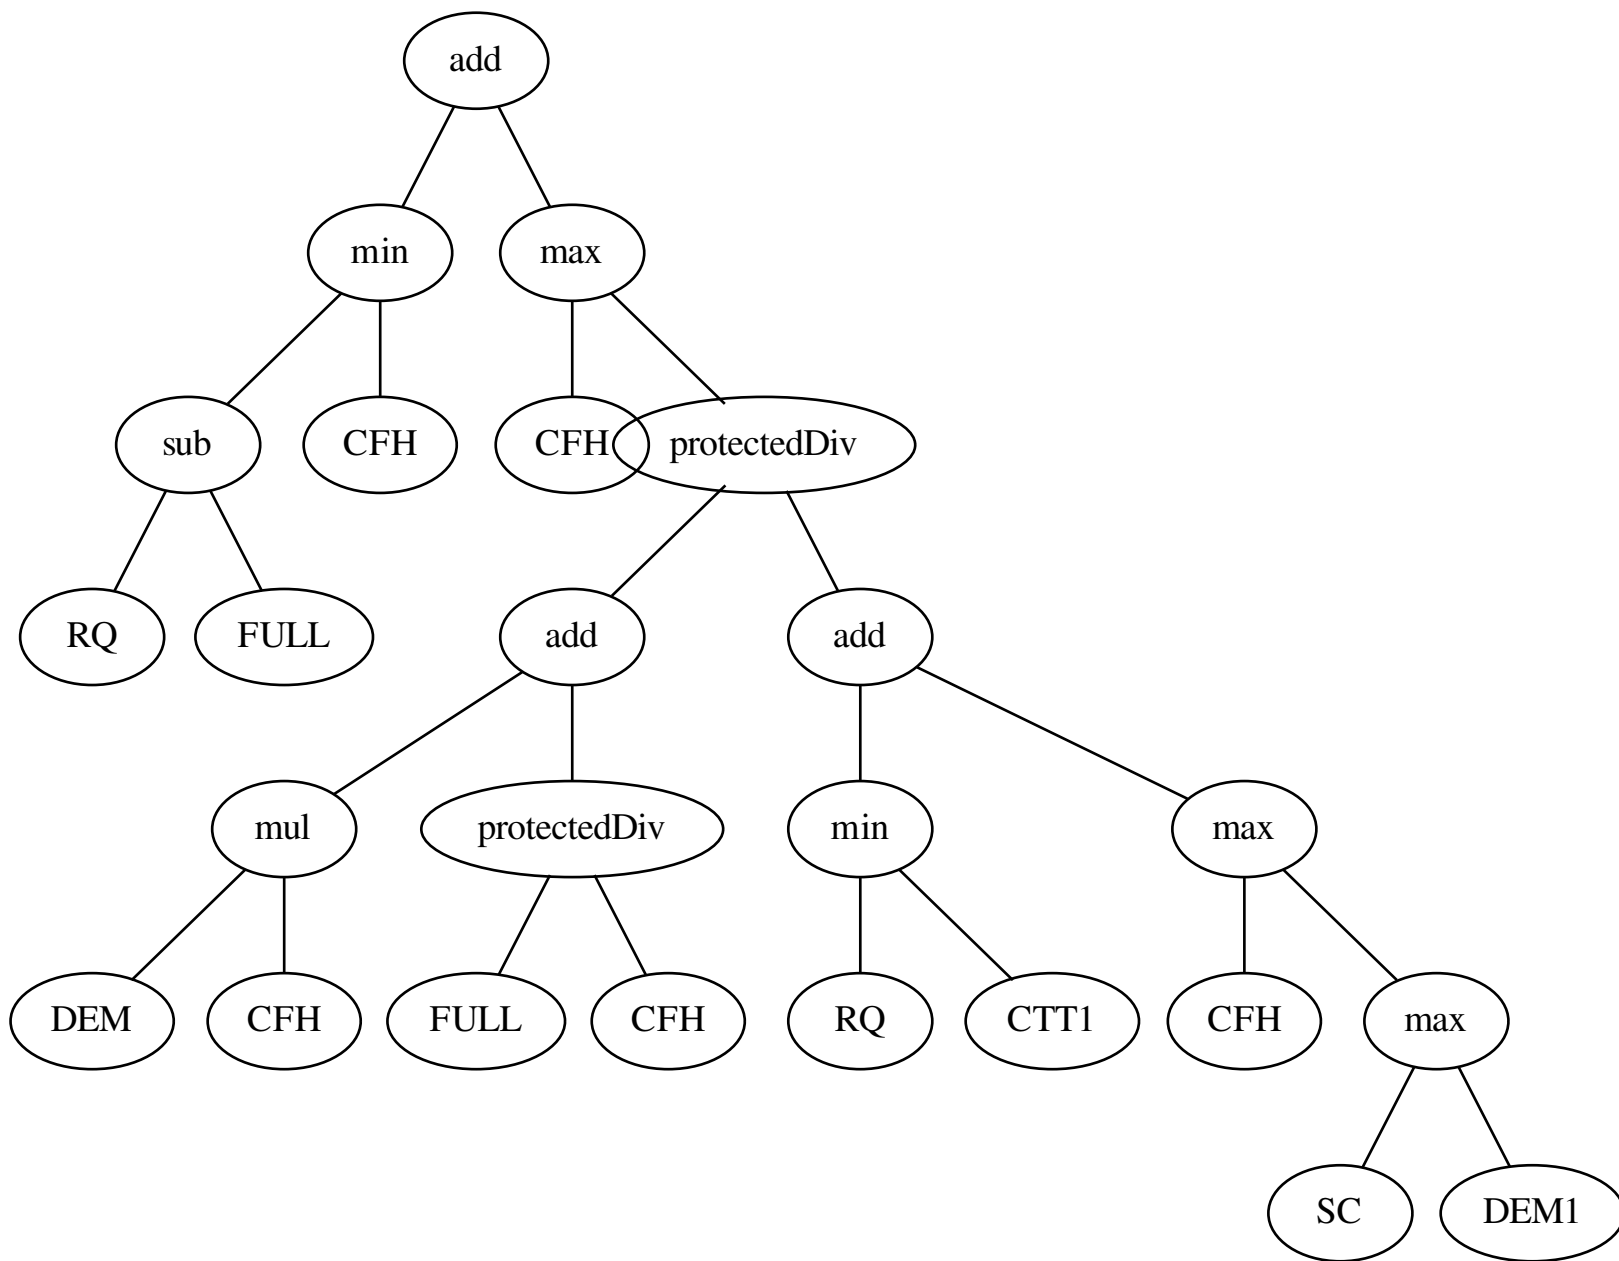 add
min max
sub CFH CFH protectedDiv
RQ FULL add add
mul protectedDiv min max
DEM CFH FULL CFH RQ CTT1 CFH max
SC DEM1